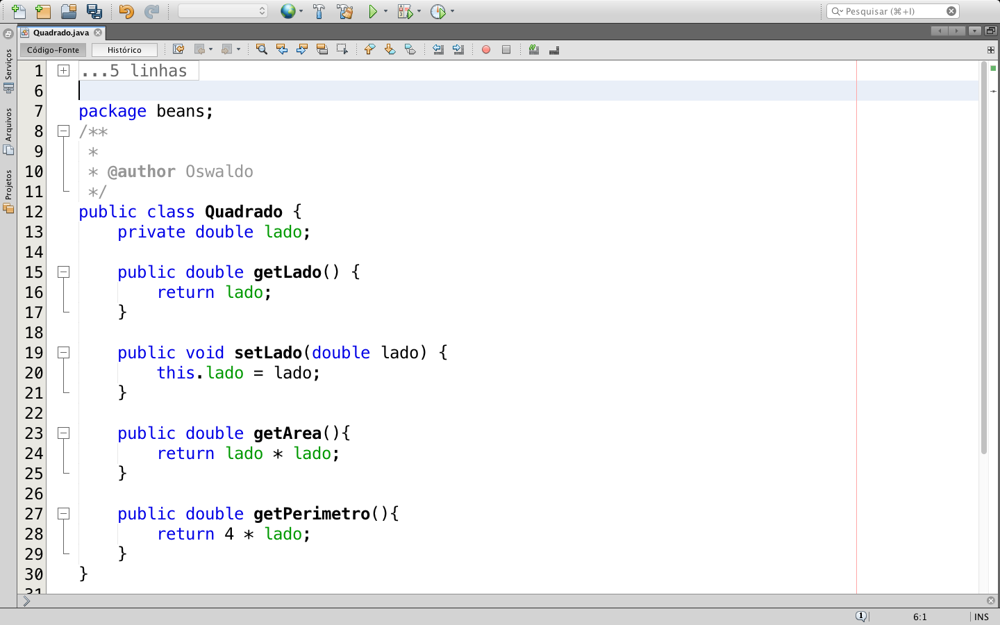 Pesquisar (⌘+I)
Quadrado.java
Código-Fonte
Histórico
Serviços
Arquivos
Projetos
1 ...5 linhas
6
7 package beans;
8 /**
9  *
10  * @author Oswaldo
11  */
12 public class Quadrado {
13     private double lado;
14
15     public double getLado() {
16         return lado;
17     }
18
19     public void setLado(double lado) {
20         this.lado = lado;
21     }
22
23     public double getArea(){
24         return lado * lado;
25     }
26
27     public double getPerimetro(){
28         return 4 * lado;
29     }
30 }
31
1
6:1
INS